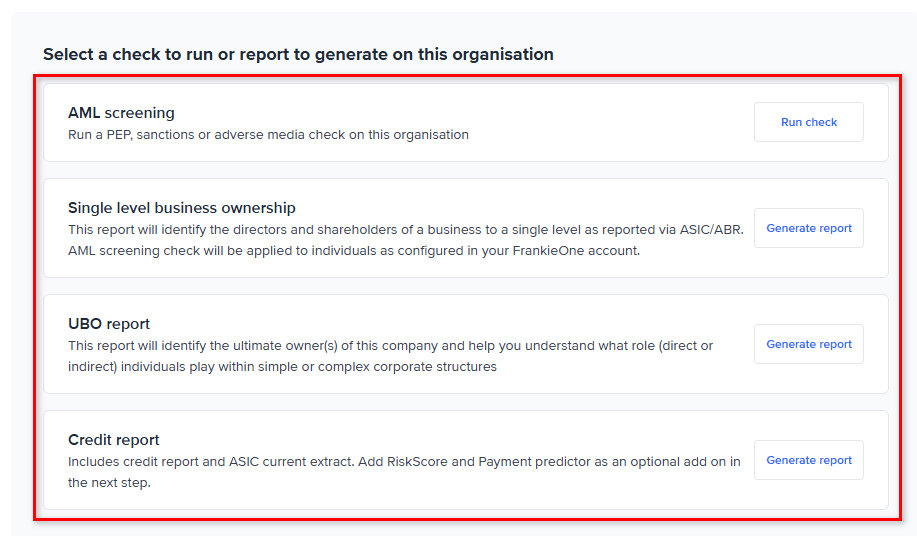 Select a check to run or report to generate on this organisation
AML screening
Run a PEP, sanctions or adverse media check on this organisation
Run check
Single level business ownership
This report will identify the directors and shareholders of a business to a single level as reported via ASIC/ABR.
AML screening check will be applied to individuals as configured in your FrankieOne account.
Generate report
UBO report
This report will identify the ultimate owner(s) of this company and help you understand what role (direct or
indirect) individuals play within simple or complex corporate structures
Generate report
Credit report
Includes credit report and ASIC current extract. Add RiskScore and Payment predictor as an optional add on in
the next step.
Generate report